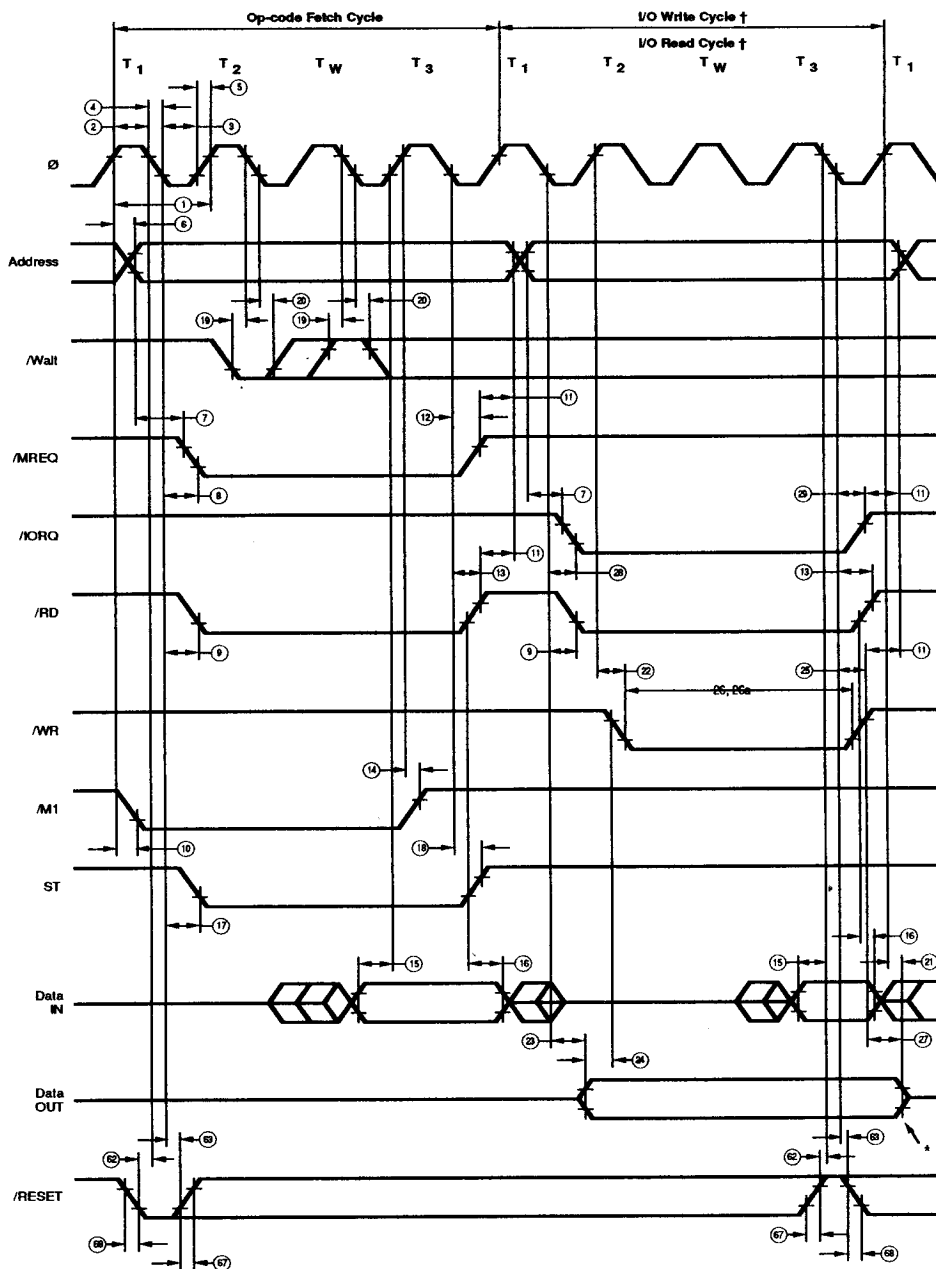 Op-code Fetch Cycle
I/O Write Cycle †
I/O Read Cycle †
T1 T2 TW T3 T1 T2 TW T3 T1
5
4
2 3
Ø
1
6
Address
20 20
19 19
/Wait
11
7 12
/MREQ
8 7 29 11
/IORQ
11
13 28 13
/RD
9 9 11
22 25
26, 26a
/WR
14
/M1
10 18
ST
17
16
15 16 15 21
Data IN
23 27
24
Data OUT
63 63
62 62 *
/RESET
68 67 67 68